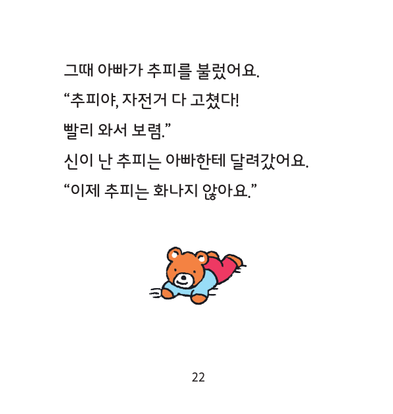 그때 아빠가 추피를 불렀어요.
“추피야, 자전거 다 고쳤다!
빨리 와서 보렴.”
신이 난 추피는 아빠한테 달려갔어요.
“이제 추피는 화나지 않아요.”
22